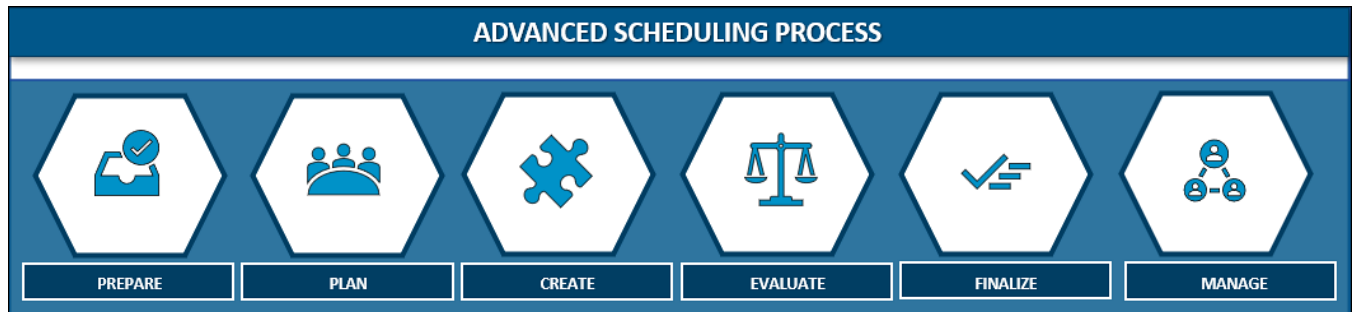 ADVANCED SCHEDULING PROCESS
PREPARE
PLAN
CREATE
EVALUATE
FINALIZE
MANAGE